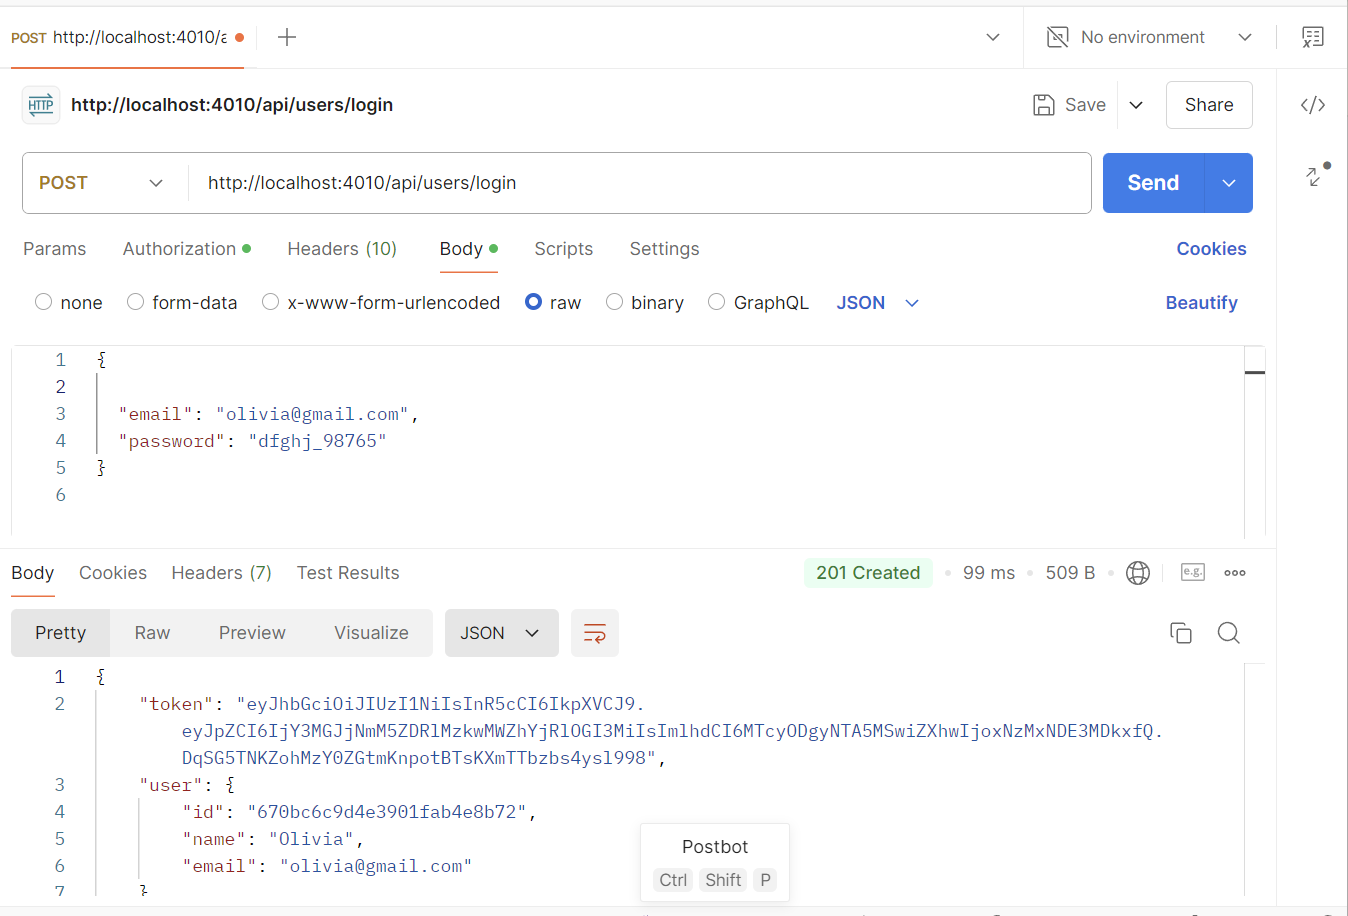 POST http://localhost:4010/a
No environment
HTTP http://localhost:4010/api/users/login
Save Share
POST http://localhost:4010/api/users/login Send
Params Authorization Headers (10) Body Scripts Settings Cookies
none form-data x-www-form-urlencoded raw binary GraphQL JSON Beautify
1 {
2
3 "email": "olivia@gmail.com",
4 "password": "dfghj_98765"
5 }
6
Body Cookies Headers (7) Test Results 201 Created 99 ms 509 B e.g.
Pretty Raw Preview Visualize JSON
1 {
2 "token": "eyJhbGciOiJIUzI1NiIsInR5cCI6IkpXVCJ9.
eyJpZCI6IjY3MGJjNmM5ZDRlMzkwMWZhYjRlOGI3MiIsImlhdCI6MTcyODgyNTA5MSwiZXhwIjoxNzMxNDE3MDkxfQ.
DqSG5TNKZohMzY0ZGtmKnpotBTsKXmTTbzbs4ysl998",
3 "user": {
4 "id": "670bc6c9d4e3901fab4e8b72",
5 "name": "Olivia",
6 "email": "olivia@gmail.com"
7 }
Postbot
Ctrl Shift P